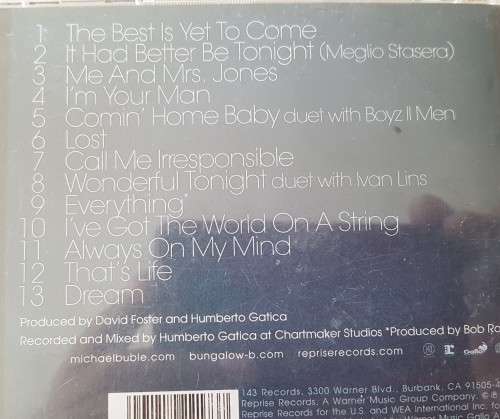 1 The Best Is Yet To Come
2 It Had Better Be Tonight (Meglio Stasera)
3 Me And Mrs. Jones
4 I'm Your Man
5 Comin' Home Baby duet with Boyz II Men
6 Lost
7 Call Me Irresponsible
8 Wonderful Tonight duet with Ivan Lins
9 Everything*
10 I've Got The World On A String
11 Always On My Mind
12 That's Life
13 Dream
Produced by David Foster and Humberto Gatica
Recorded and Mixed by Humberto Gatica at Chartmaker Studios *Produced by Bob Ro
michaelbuble.com bungalow-b.com repriserecords.com
143 Records, 3300 Warner Blvd., Burbank, CA 91505-4
Reprise Records, A Warner Music Group Company.
Reprise Records for the U.S. and WEA International Inc. for